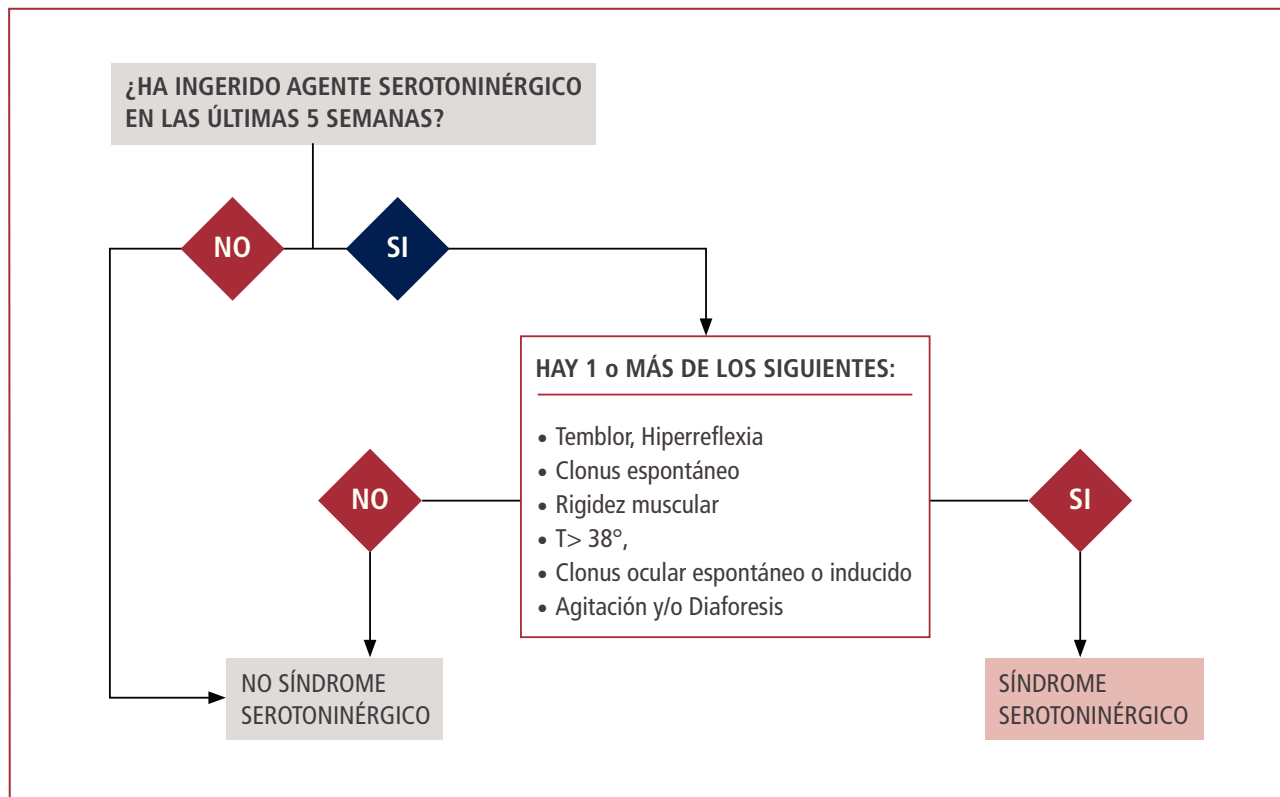 ¿HA INGERIDO AGENTE SEROTONINÉRGICO
EN LAS ÚLTIMAS 5 SEMANAS?
NO
SI
HAY 1 o MÁS DE LOS SIGUIENTES:
• Temblor, Hiperreflexia
• Clonus espontáneo
• Rigidez muscular
• T> 38°,
• Clonus ocular espontáneo o inducido
• Agitación y/o Diaforesis
NO
SI
NO SÍNDROME
SEROTONINÉRGICO
SÍNDROME
SEROTONINÉRGICO